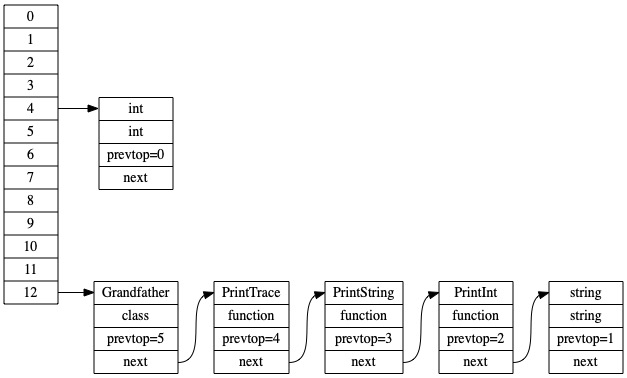 0
1
2
3
4
5
6
7
8
9
10
11
12
int
int
prevtop=0
next
Grandfather
class
prevtop=5
next
PrintTrace
function
prevtop=4
next
PrintString
function
prevtop=3
next
PrintInt
function
prevtop=2
next
string
string
prevtop=1
next